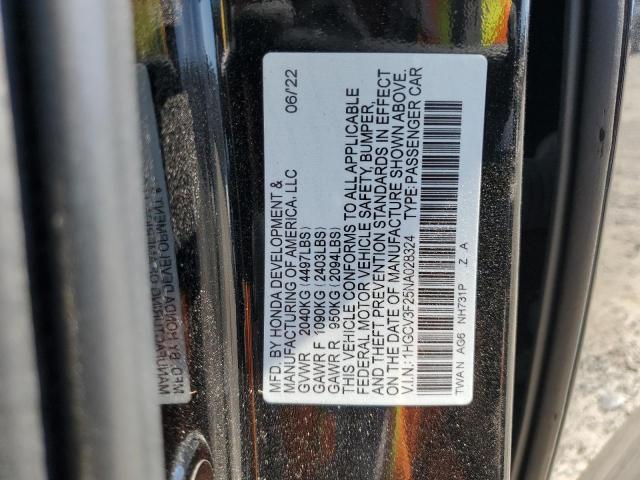 MFD. BY HONDA DEVELOPMENT &
MANUFACTURING OF AMERICA, LLC 06/22
GVWR 2040KG (4497LBS)
GAWR F 1090KG (2403LBS)
GAWR R 950KG (2094LBS)
THIS VEHICLE CONFORMS TO ALL APPLICABLE
FEDERAL MOTOR VEHICLE SAFETY, BUMPER,
AND THEFT PREVENTION STANDARDS IN EFFECT
ON THE DATE OF MANUFACTURE SHOWN ABOVE.
V.I.N.: 1HGCV3F25NA028324 TYPE: PASSENGER CAR
TWAN AG6 NH731P Z A